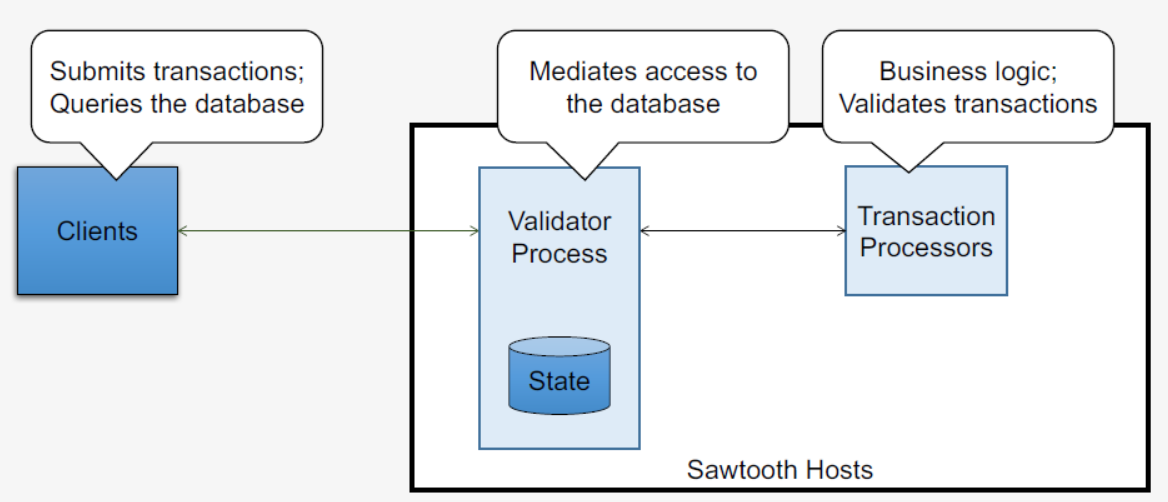 Submits transactions;
Queries the database
Mediates access to
the database
Business logic;
Validates transactions
Clients
Validator
Process
Transaction
Processors
State
Sawtooth Hosts